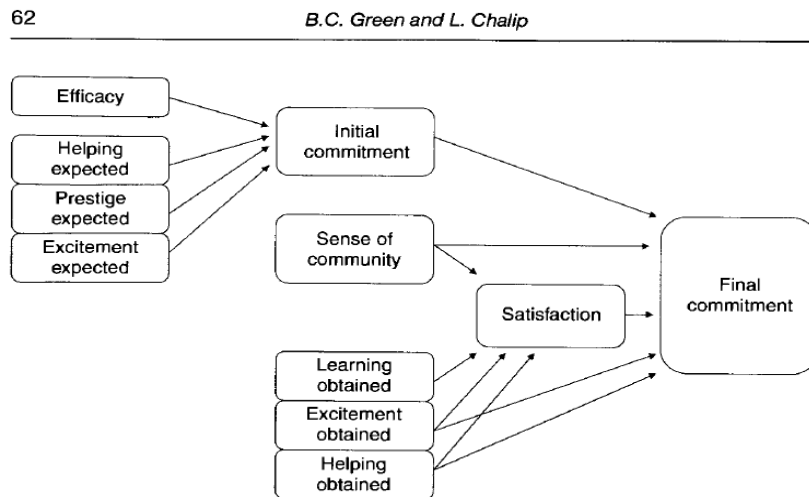 62
B.C. Green and L. Chalip
Efficacy
Helping
expected
Prestige
expected
Excitement
expected
Initial
commitment
Sense of
community
Satisfaction
Final
commitment
Learning
obtained
Excitement
obtained
Helping
obtained